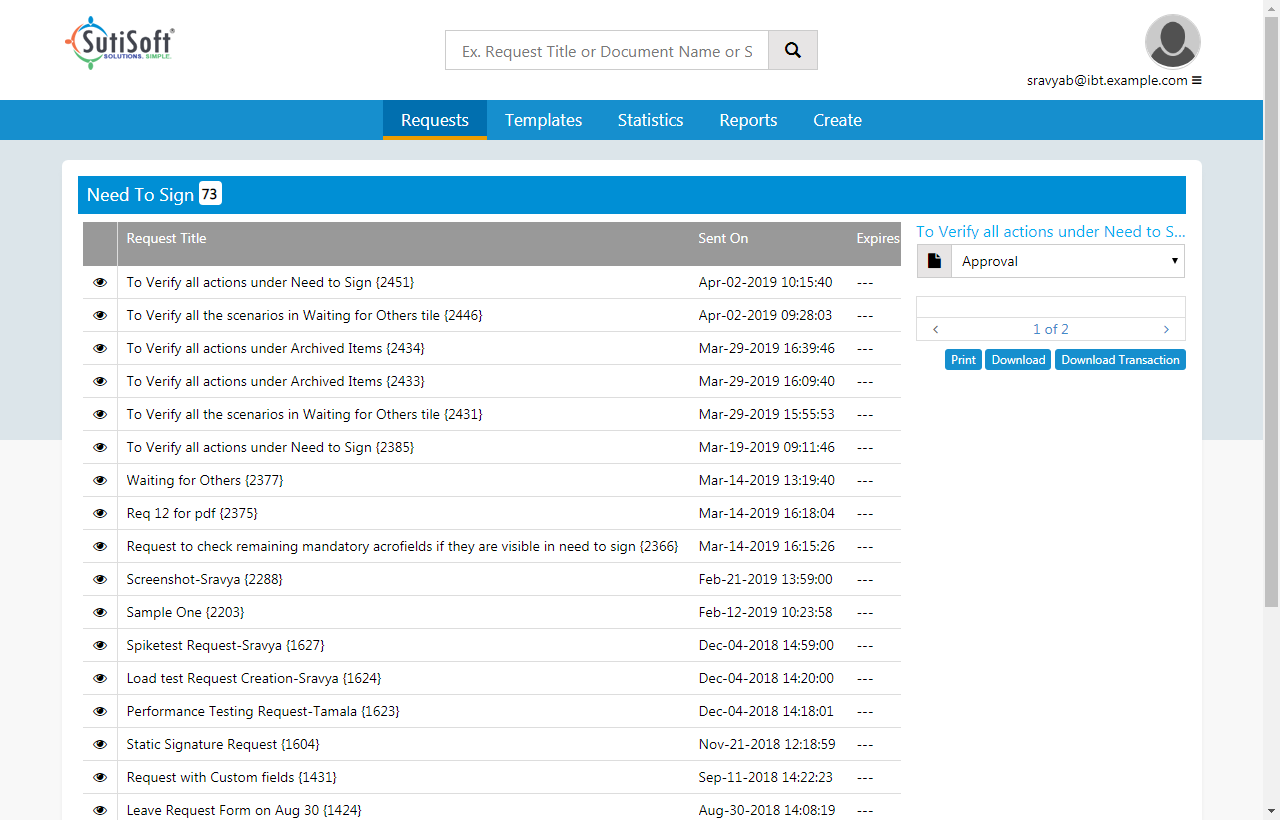 SutiSoft®
SOLUTIONS. SIMPLE.
Ex. Request Title or Document Name or S
sravyab@ibt.example.com
Requests Templates Statistics Reports Create
Need To Sign 73
Request Title Sent On Expires
To Verify all actions under Need to Sign {2451} Apr-02-2019 10:15:40 ---
To Verify all the scenarios in Waiting for Others tile {2446} Apr-02-2019 09:28:03 ---
To Verify all actions under Archived Items {2434} Mar-29-2019 16:39:46 ---
To Verify all actions under Archived Items {2433} Mar-29-2019 16:09:40 ---
To Verify all the scenarios in Waiting for Others tile {2431} Mar-29-2019 15:55:53 ---
To Verify all actions under Need to Sign {2385} Mar-19-2019 09:11:46 ---
Waiting for Others {2377} Mar-14-2019 13:19:40 ---
Req 12 for pdf {2375} Mar-14-2019 16:18:04 ---
Request to check remaining mandatory acrofields if they are visible in need to sign {2366} Mar-14-2019 16:15:26 ---
Screenshot-Sravya {2288} Feb-21-2019 13:59:00 ---
Sample One {2203} Feb-12-2019 10:23:58 ---
Spiketest Request-Sravya {1627} Dec-04-2018 14:59:00 ---
Load test Request Creation-Sravya {1624} Dec-04-2018 14:20:00 ---
Performance Testing Request-Tamala {1623} Dec-04-2018 14:18:01 ---
Static Signature Request {1604} Nov-21-2018 12:18:59 ---
Request with Custom fields {1431} Sep-11-2018 14:22:23 ---
Leave Request Form on Aug 30 {1424} Aug-30-2018 14:08:19 ---
To Verify all actions under Need to S...
Approval
‹ 1 of 2 ›
Print Download Download Transaction